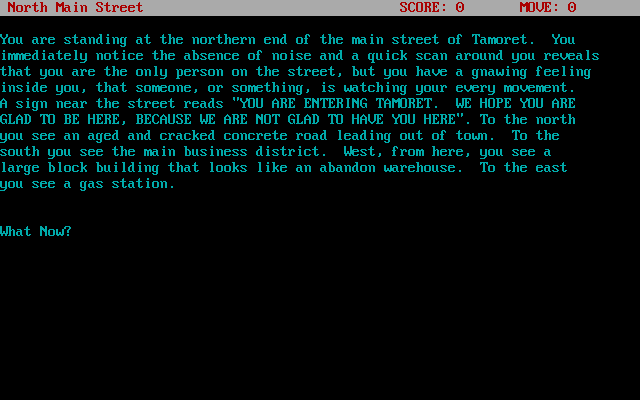 North Main Street SCORE: 0 MOVE: 0
You are standing at the northern end of the main street of Tamoret.  You
immediately notice the absence of noise and a quick scan around you reveals
that you are the only person on the street, but you have a gnawing feeling
inside you, that someone, or something, is watching your every movement.
A sign near the street reads "YOU ARE ENTERING TAMORET.  WE HOPE YOU ARE
GLAD TO BE HERE, BECAUSE WE ARE NOT GLAD TO HAVE YOU HERE". To the north
you see an aged and cracked concrete road leading out of town.  To the
south you see the main business district.  West, from here, you see a
large block building that looks like an abandon warehouse.  To the east
you see a gas station.
What Now?